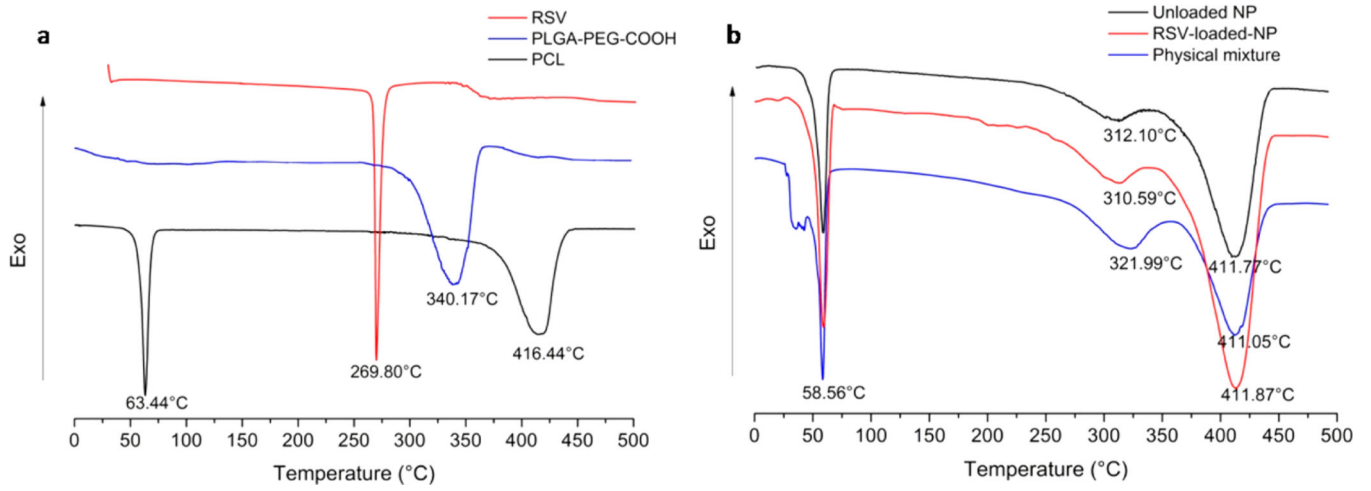 a
RSV
PLGA-PEG-COOH
PCL
Exo
63.44°C
269.80°C
340.17°C
416.44°C
0 50 100 150 200 250 300 350 400 450 500
Temperature (°C)
b
Unloaded NP
RSV-loaded-NP
Physical mixture
Exo
312.10°C
310.59°C
321.99°C
411.77°C
411.05°C
411.87°C
58.56°C
0 50 100 150 200 250 300 350 400 450 500
Temperature (°C)